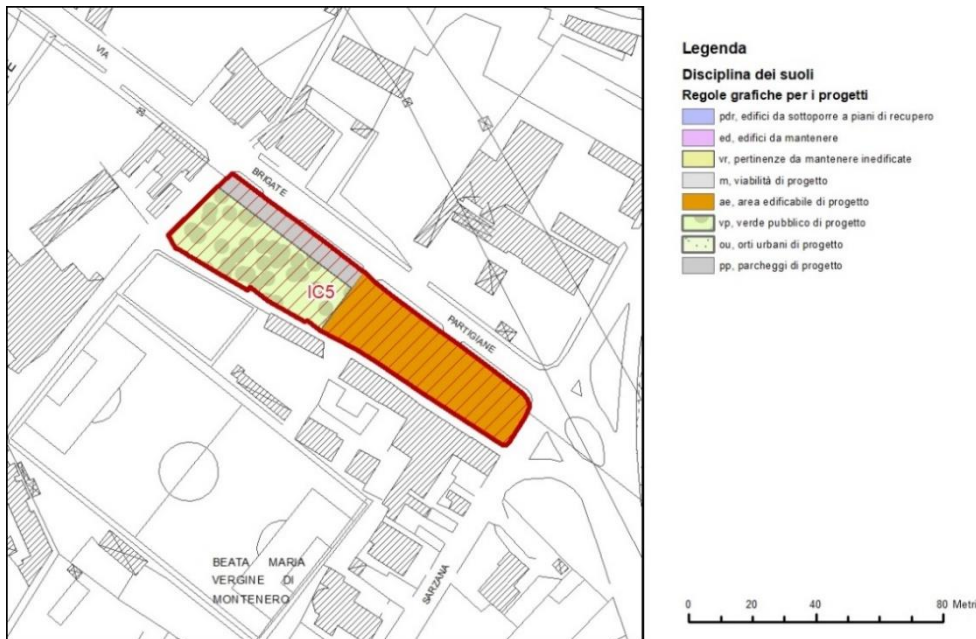 VIA
E
BRIGATE
IC5
PARTIGIANE
BEATA MARIA
VERGINE DI
MONTENERO
SARZANA
Legenda
Disciplina dei suoli
Regole grafiche per i progetti
pdr, edifici da sottoporre a piani di recupero
ed, edifici da mantenere
vr, pertinenze da mantenere inedificate
m, viabilità di progetto
ae, area edificabile di progetto
vp, verde pubblico di progetto
ou, orti urbani di progetto
pp, parcheggi di progetto
0 20 40 80 Metri